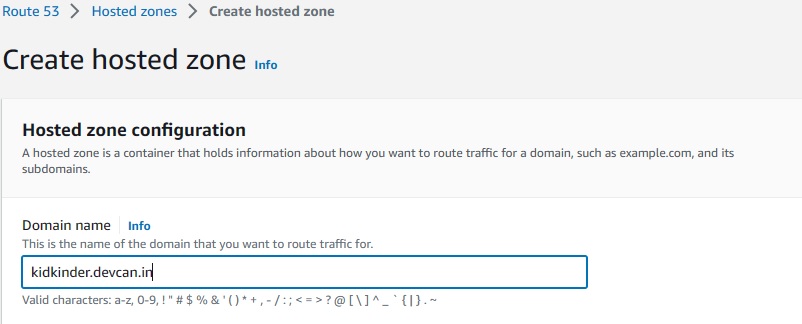 Route 53 > Hosted zones > Create hosted zone
Create hosted zone Info
Hosted zone configuration
A hosted zone is a container that holds information about how you want to route traffic for a domain, such as example.com, and its
subdomains.
Domain name Info
This is the name of the domain that you want to route traffic for.
kidkinder.devcan.in
Valid characters: a-z, 0-9, ! " # $ % & ' ( ) * + , - / : ; < = > ? @ [ \ ] ^ _ ` { | } . ~